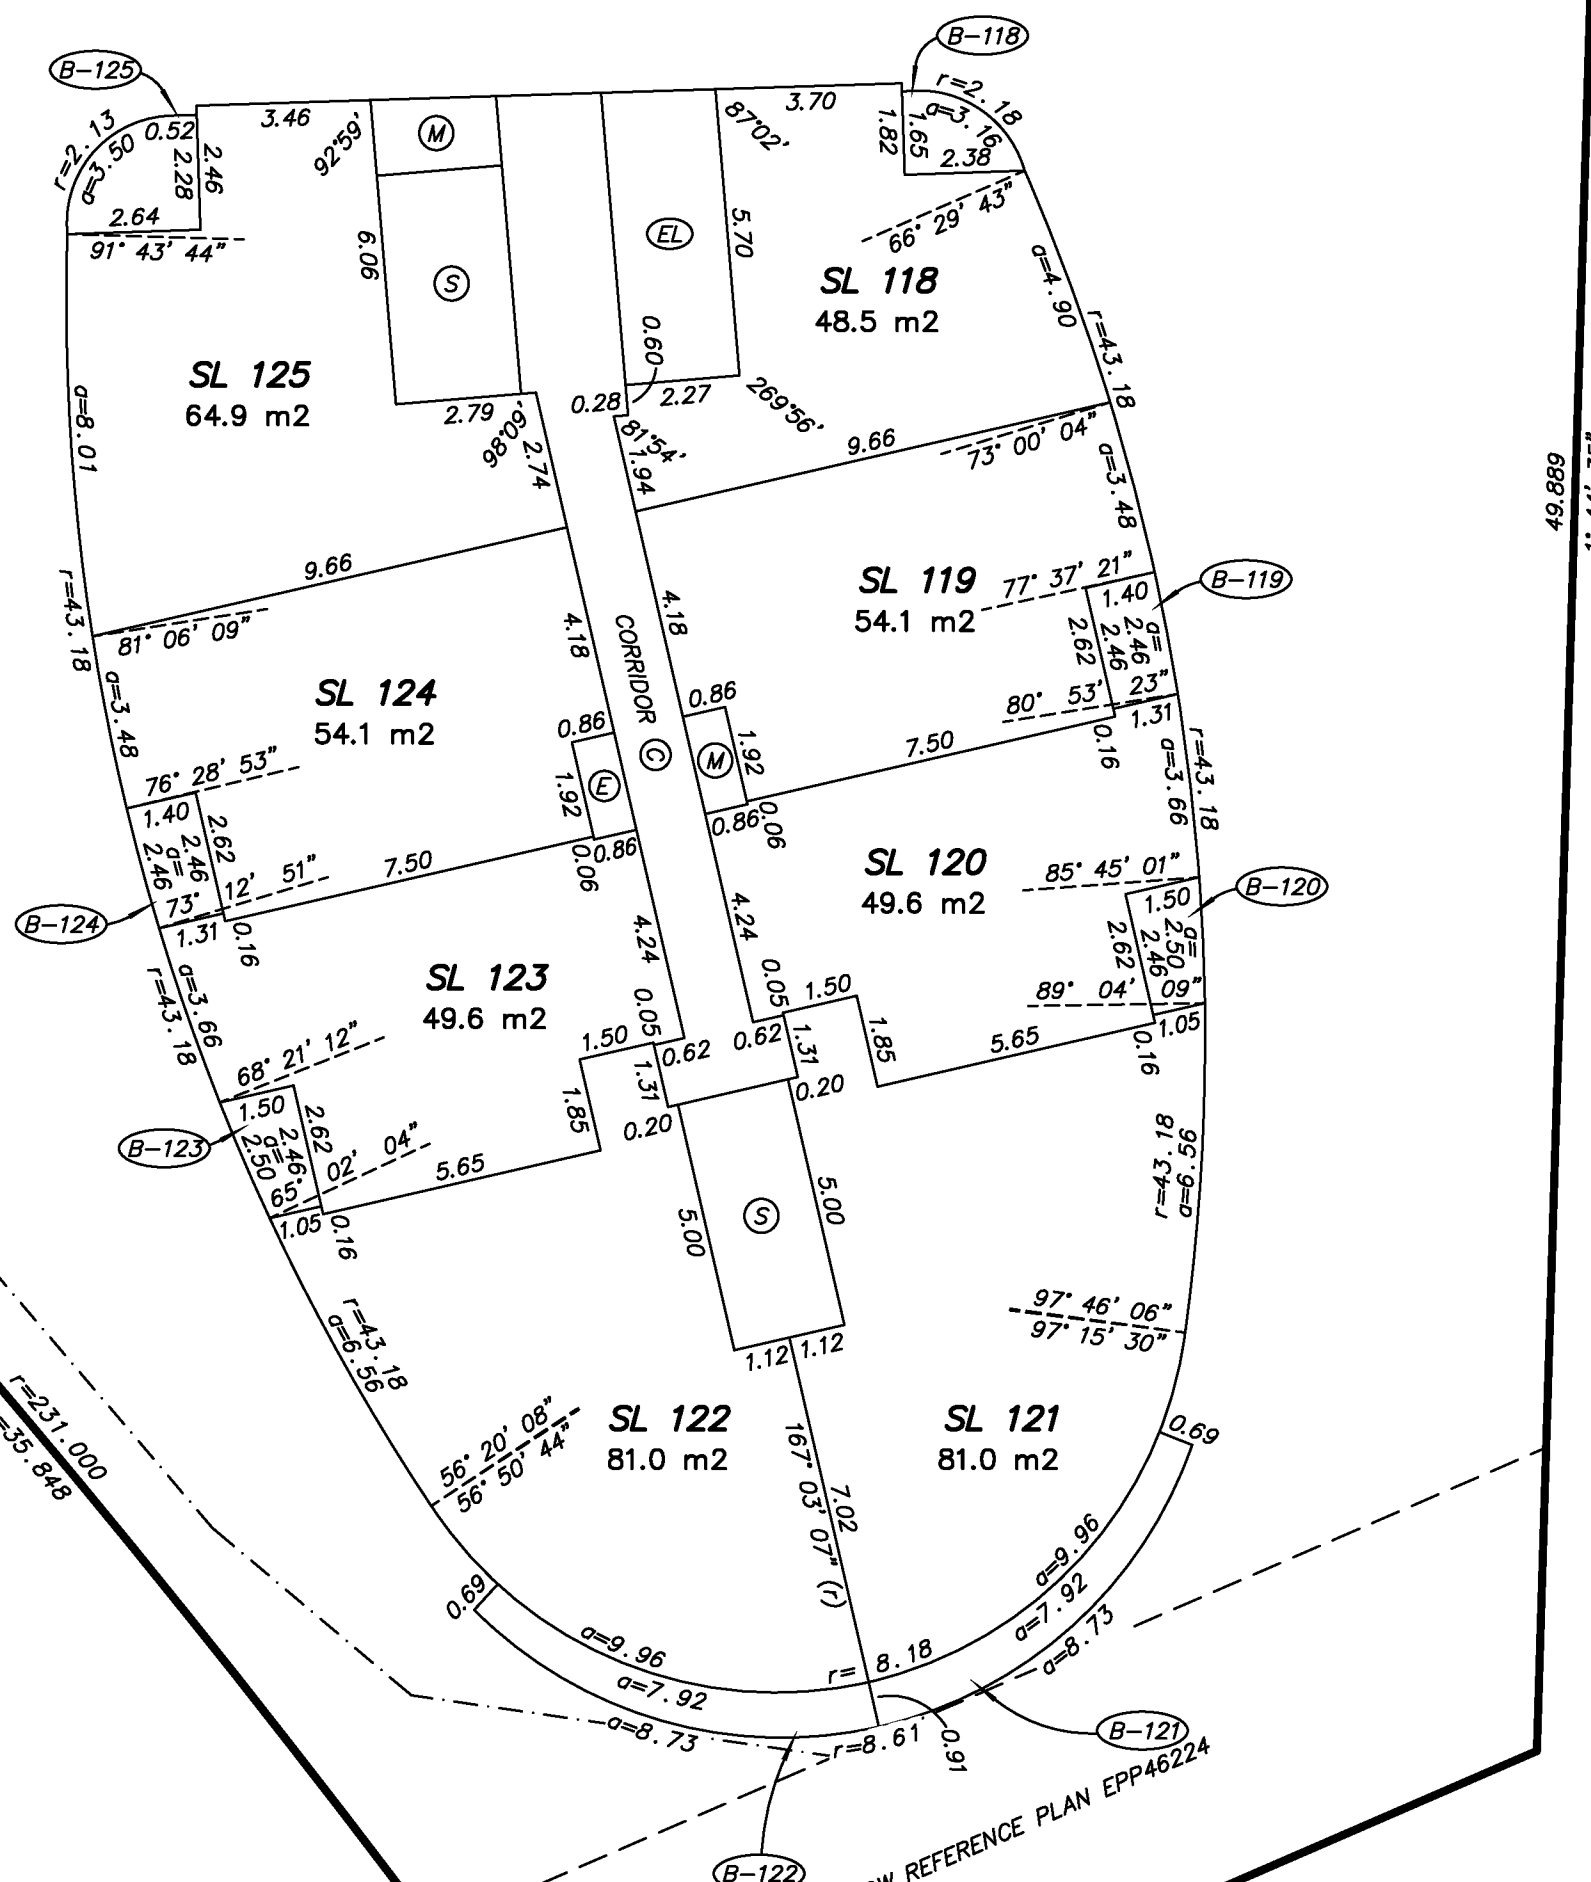 B-118
B-125
r=2.13
a=3.50
0.52
2.46
2.28
2.64
91° 43' 44"
3.46
92°59'
M
S
6.06
2.79
98°09'
2.74
EL
5.70
87°02'
3.70
1.82
1.65
r=2.18
a=3.16
2.38
66° 29' 43"
SL 118
48.5 m2
a=4.90
r=43.18
0.60
0.28
2.27
269°56'
81°54'
1.94
9.66
73° 00' 04"
SL 125
64.9 m2
a=8.01
r=43.18
9.66
81° 06' 09"
49.889
a=3.48
SL 119
54.1 m2
77° 37' 21"
B-119
1.40
2.62
2.46
a=
2.46
80° 53' 23"
1.31
0.16
7.50
4.18
4.18
CORRIDOR C
0.86
M
1.92
0.86
0.06
SL 124
54.1 m2
a=3.48
76° 28' 53"
1.40
2.62
2.46
a=
2.46
73° 12' 51"
1.31
0.16
B-124
7.50
0.86
E
1.92
0.86
0.06
r=43.18
a=3.66
SL 120
49.6 m2
85° 45' 01"
B-120
1.50
2.62
2.46
a=
2.50
89° 04' 09"
1.05
0.16
5.65
4.24
4.24
0.05
0.62
1.50
1.31
1.85
0.20
SL 123
49.6 m2
a=3.66
r=43.18
68° 21' 12"
1.50
2.62
2.46
a=
2.50
65° 02' 04"
1.05
0.16
B-123
5.65
1.50
0.05
0.62
1.31
1.85
0.20
r=43.18
a=6.56
5.00
S
5.00
1.12
1.12
r=43.18
a=6.56
97° 46' 06"
97° 15' 30"
56° 20' 08"
56° 50' 44"
SL 122
81.0 m2
SL 121
81.0 m2
167° 03' 07" (r)
7.02
0.69
0.69
a=9.96
a=7.92
a=8.73
a=9.96
a=7.92
a=8.73
r= 8.18
r=8.61
0.91
B-121
B-122
r=231.000
=35.848
REFERENCE PLAN EPP46224